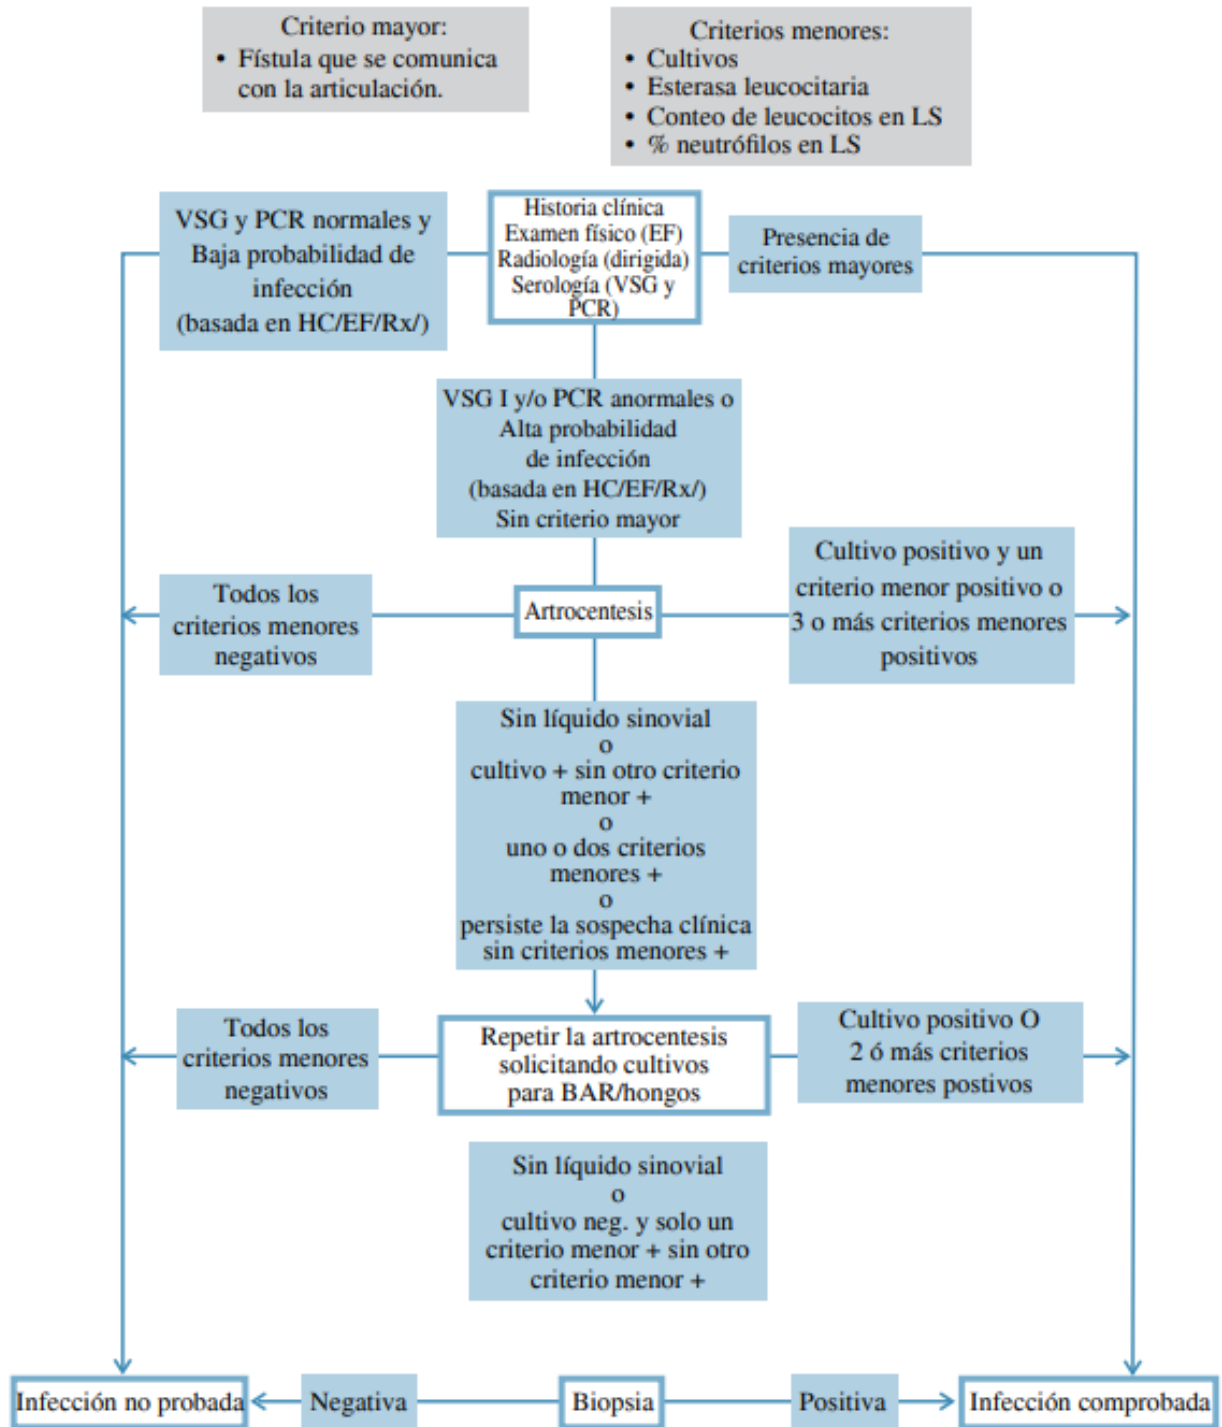 Criterio mayor:
• Fístula que se comunica
con la articulación.
Criterios menores:
• Cultivos
• Esterasa leucocitaria
• Conteo de leucocitos en LS
• % neutrófilos en LS
VSG y PCR normales y
Baja probabilidad de
infección
(basada en HC/EF/Rx/)
Historia clínica
Examen físico (EF)
Radiología (dirigida)
Serología (VSG y
PCR)
Presencia de
criterios mayores
VSG I y/o PCR anormales o
Alta probabilidad
de infección
(basada en HC/EF/Rx/)
Sin criterio mayor
Todos los
criterios menores
negativos
Artrocentesis
Cultivo positivo y un
criterio menor positivo o
3 o más criterios menores
positivos
Sin líquido sinovial
o
cultivo + sin otro criterio
menor +
o
uno o dos criterios
menores +
o
persiste la sospecha clínica
sin criterios menores +
Todos los
criterios menores
negativos
Repetir la artrocentesis
solicitando cultivos
para BAR/hongos
Cultivo positivo O
2 ó más criterios
menores postivos
Sin líquido sinovial
o
cultivo neg. y solo un
criterio menor + sin otro
criterio menor +
Infección no probada
Negativa
Biopsia
Positiva
Infección comprobada